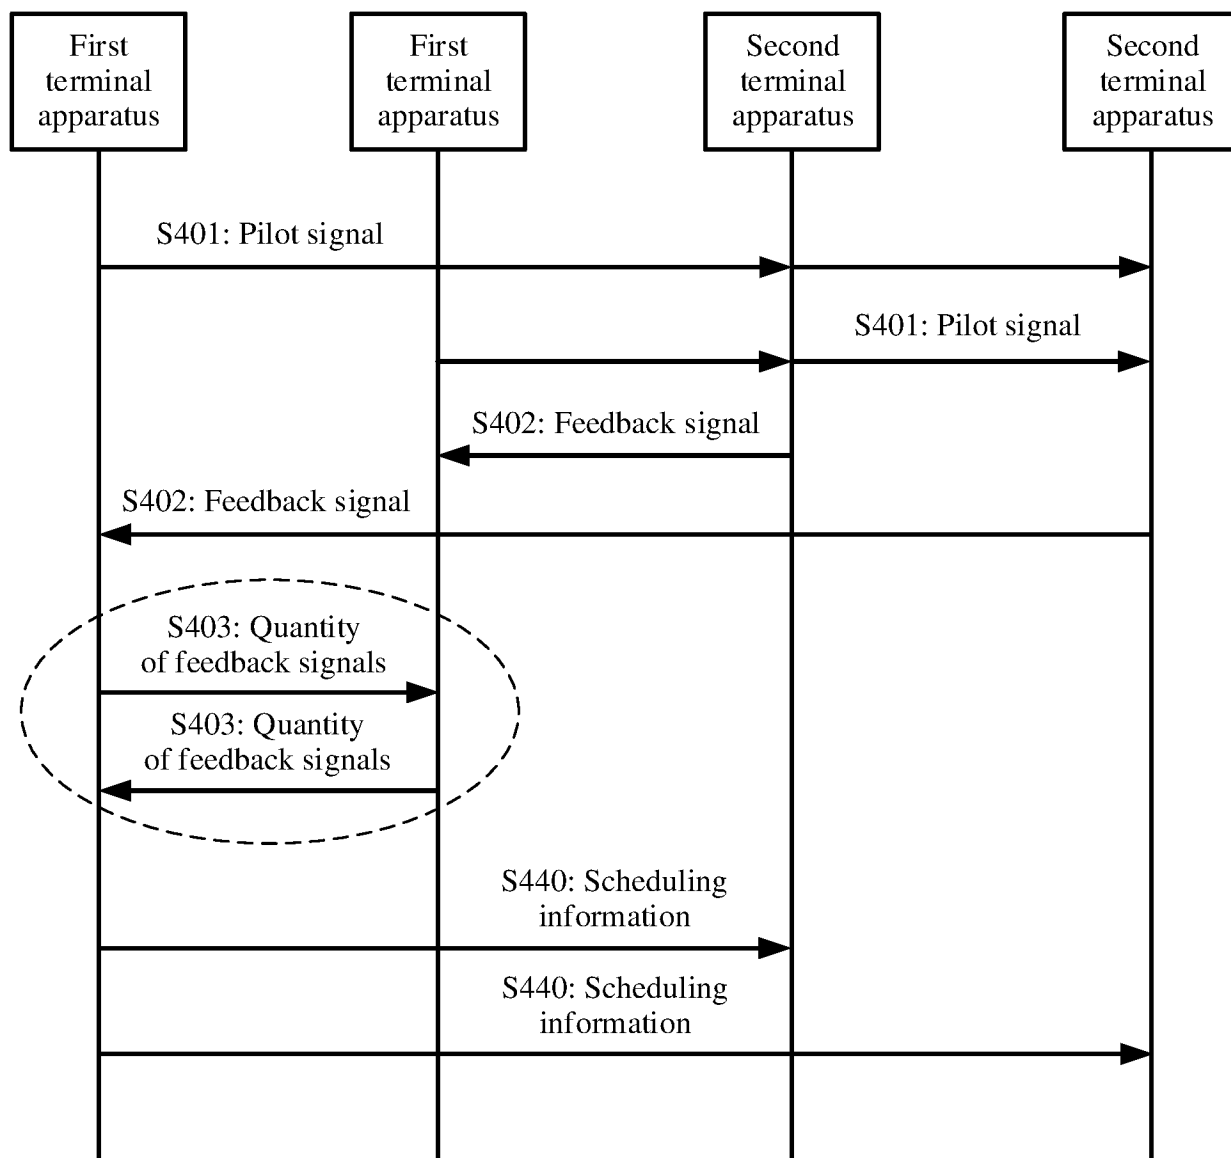 First
terminal
apparatus
First
terminal
apparatus
Second
terminal
apparatus
Second
terminal
apparatus
S401: Pilot signal
S401: Pilot signal
S402: Feedback signal
S402: Feedback signal
S403: Quantity
of feedback signals
S403: Quantity
of feedback signals
S440: Scheduling
information
S440: Scheduling
information